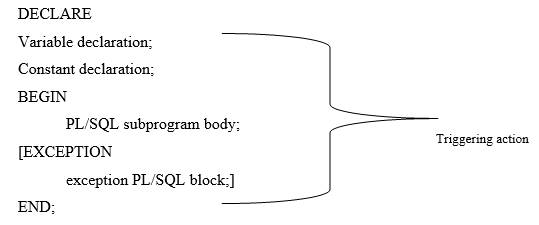 DECLARE
Variable declaration;
Constant declaration;
BEGIN
PL/SQL subprogram body;
Triggering action
[EXCEPTION
exception PL/SQL block;]
END;